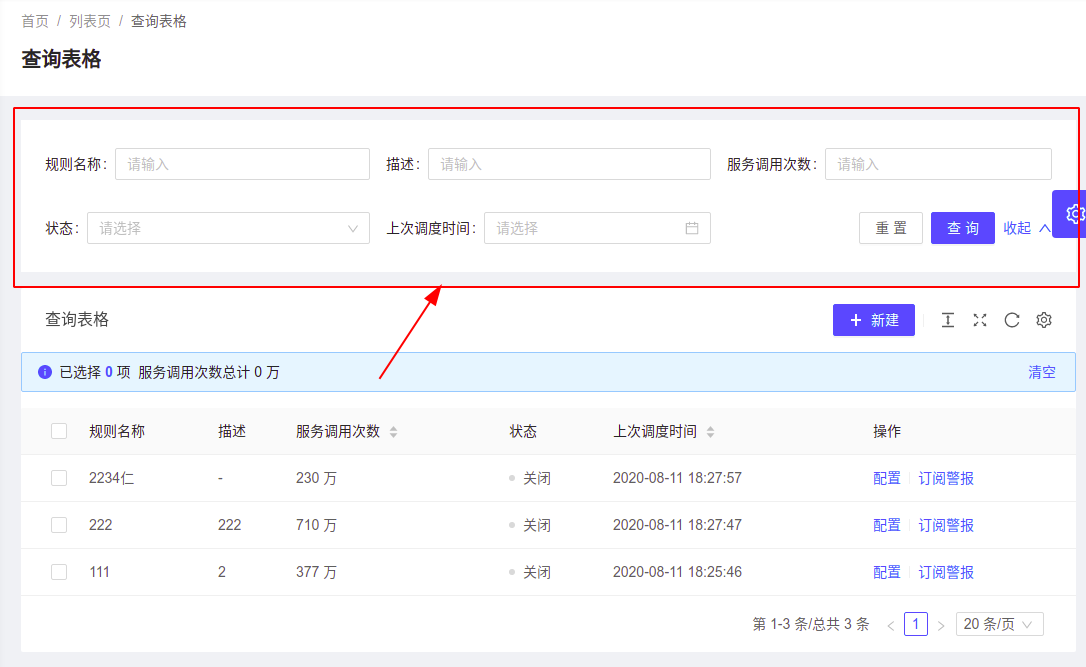 首页 / 列表页 / 查询表格
查询表格
规则名称: 请输入 描述: 请输入 服务调用次数: 请输入
状态: 请选择 上次调度时间: 请选择 重 置 查 询 收起
查询表格 + 新建
已选择 0 项 服务调用次数总计 0 万 清空
规则名称 描述 服务调用次数 状态 上次调度时间 操作
2234仁 - 230 万 关闭 2020-08-11 18:27:57 配置 订阅警报
222 222 710 万 关闭 2020-08-11 18:27:47 配置 订阅警报
111 2 377 万 关闭 2020-08-11 18:25:46 配置 订阅警报
第 1-3 条/总共 3 条 < 1 > 20 条/页